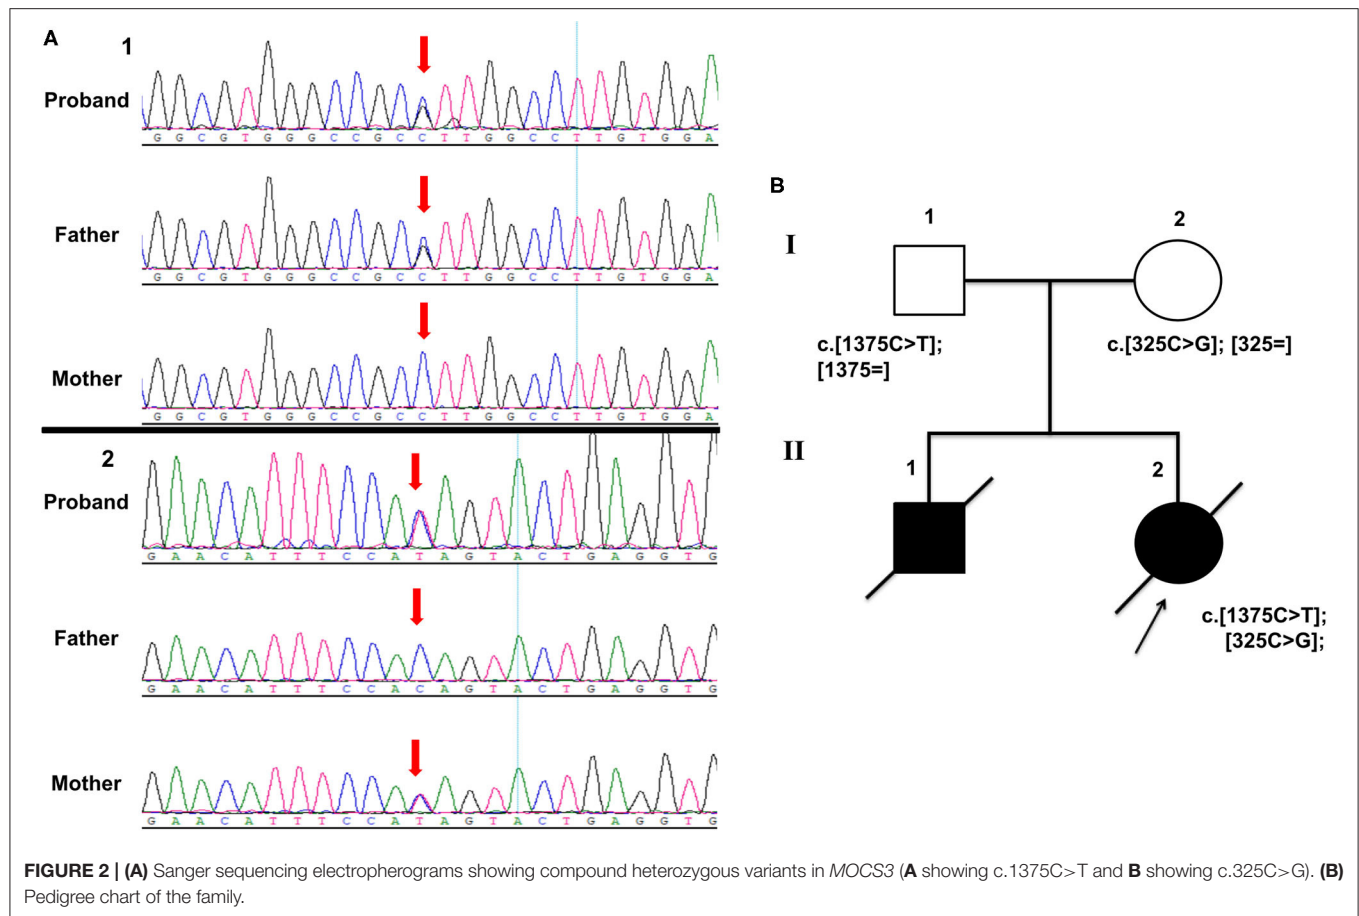 A
1
Proband
G G C G T G G G C C G C C T T G G C C T T G T G G A
Father
G G C G T G G G C C G C C T T G G C C T T G T G G A
Mother
G G C G T G G G C C G C C T T G G C C T T G T G G A
2
Proband
G A A C A T T T C C A T A G T A C T G A G G T G
Father
G A A C A T T T C C A C A G T A C T G A G G T G
Mother
G A A C A T T T C C A T A G T A C T G A G G T G
B
1
2
I
c.[1375C>T];
[1375=]
c.[325C>G]; [325=]
II
1
2
c.[1375C>T];
[325C>G];
FIGURE 2 | (A) Sanger sequencing electropherograms showing compound heterozygous variants in MOCS3 (A showing c.1375C>T and B showing c.325C>G). (B)
Pedigree chart of the family.